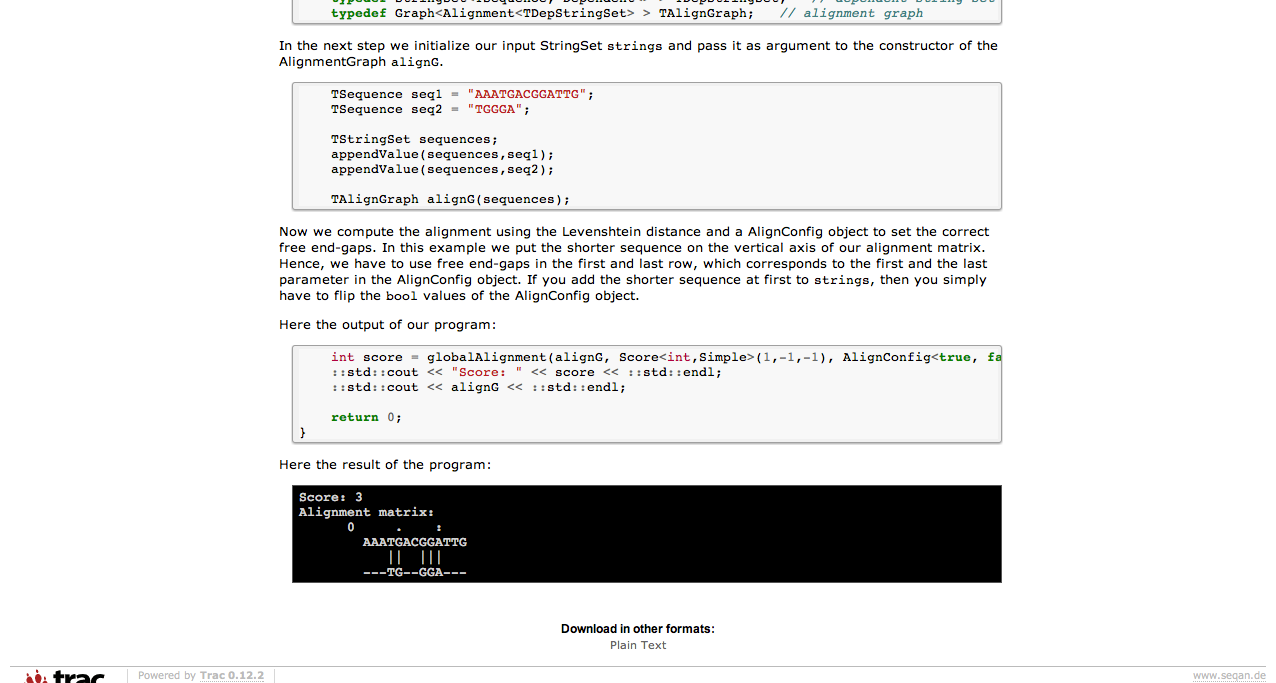 typedef Graph<Alignment<TDepStringSet> > TAlignGraph;   // alignment graph
In the next step we initialize our input StringSet strings and pass it as argument to the constructor of the
AlignmentGraph alignG.
TSequence seq1 = "AAATGACGGATTG";
TSequence seq2 = "TGGGA";
TStringSet sequences;
appendValue(sequences,seq1);
appendValue(sequences,seq2);
TAlignGraph alignG(sequences);
Now we compute the alignment using the Levenshtein distance and a AlignConfig object to set the correct
free end-gaps. In this example we put the shorter sequence on the vertical axis of our alignment matrix.
Hence, we have to use free end-gaps in the first and last row, which corresponds to the first and the last
parameter in the AlignConfig object. If you add the shorter sequence at first to strings, then you simply
have to flip the bool values of the AlignConfig object.
Here the output of our program:
int score = globalAlignment(alignG, Score<int,Simple>(1,-1,-1), AlignConfig<true, fa
::std::cout << "Score: " << score << ::std::endl;
::std::cout << alignG << ::std::endl;
return 0;
}
Here the result of the program:
Score: 3
Alignment matrix:
0     .    :
AAATGACGGATTG
||  |||
---TG--GGA---
Download in other formats:
Plain Text
trac
Powered by Trac 0.12.2
www.seqan.de